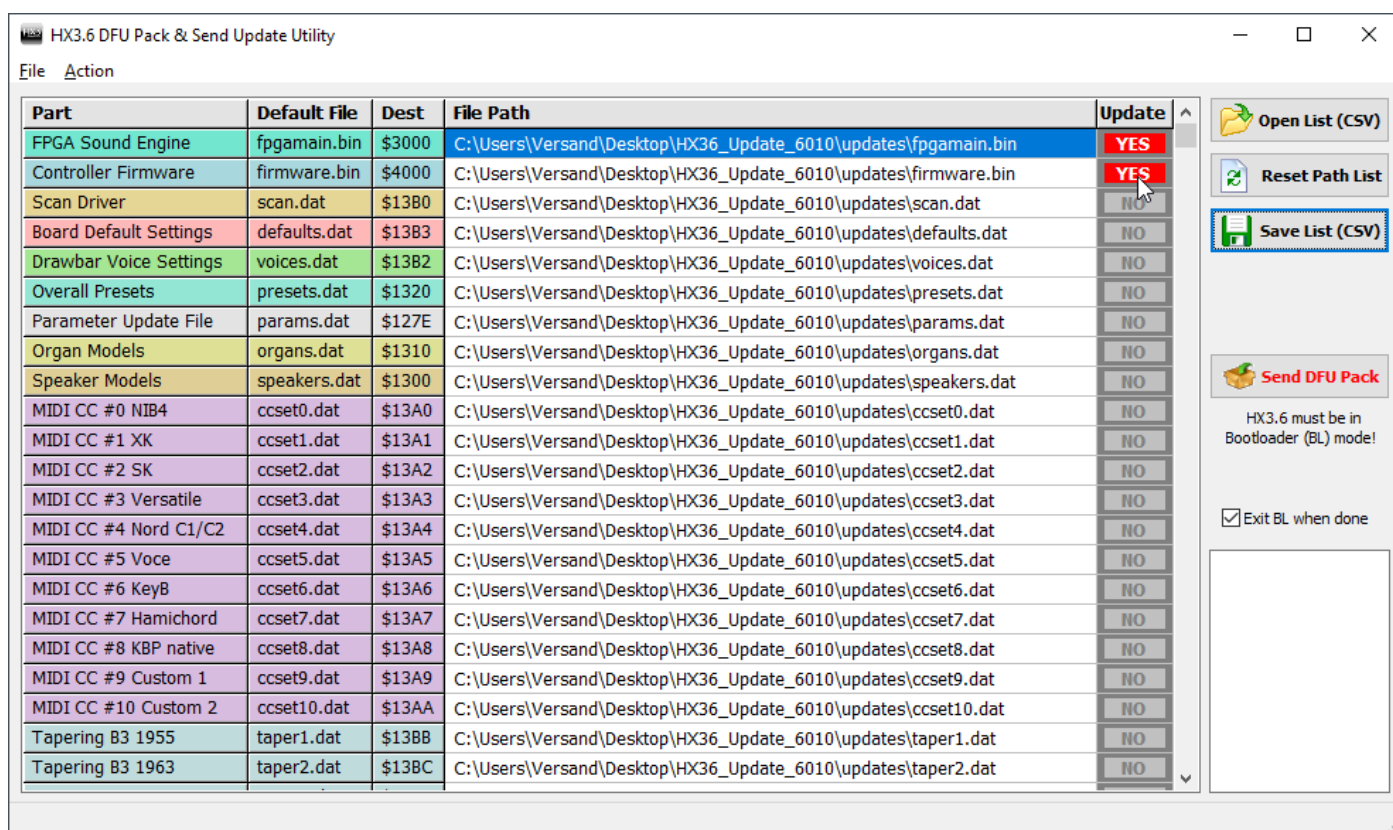 HX3.6 DFU Pack & Send Update Utility
File Action
Part Default File Dest File Path Update
FPGA Sound Engine fpgamain.bin $3000 C:\Users\Versand\Desktop\HX36_Update_6010\updates\fpgamain.bin YES
Controller Firmware firmware.bin $4000 C:\Users\Versand\Desktop\HX36_Update_6010\updates\firmware.bin YES
Scan Driver scan.dat $13B0 C:\Users\Versand\Desktop\HX36_Update_6010\updates\scan.dat NO
Board Default Settings defaults.dat $13B3 C:\Users\Versand\Desktop\HX36_Update_6010\updates\defaults.dat NO
Drawbar Voice Settings voices.dat $13B2 C:\Users\Versand\Desktop\HX36_Update_6010\updates\voices.dat NO
Overall Presets presets.dat $1320 C:\Users\Versand\Desktop\HX36_Update_6010\updates\presets.dat NO
Parameter Update File params.dat $127E C:\Users\Versand\Desktop\HX36_Update_6010\updates\params.dat NO
Organ Models organs.dat $1310 C:\Users\Versand\Desktop\HX36_Update_6010\updates\organs.dat NO
Speaker Models speakers.dat $1300 C:\Users\Versand\Desktop\HX36_Update_6010\updates\speakers.dat NO
MIDI CC #0 NIB4 ccset0.dat $13A0 C:\Users\Versand\Desktop\HX36_Update_6010\updates\ccset0.dat NO
MIDI CC #1 XK ccset1.dat $13A1 C:\Users\Versand\Desktop\HX36_Update_6010\updates\ccset1.dat NO
MIDI CC #2 SK ccset2.dat $13A2 C:\Users\Versand\Desktop\HX36_Update_6010\updates\ccset2.dat NO
MIDI CC #3 Versatile ccset3.dat $13A3 C:\Users\Versand\Desktop\HX36_Update_6010\updates\ccset3.dat NO
MIDI CC #4 Nord C1/C2 ccset4.dat $13A4 C:\Users\Versand\Desktop\HX36_Update_6010\updates\ccset4.dat NO
MIDI CC #5 Voce ccset5.dat $13A5 C:\Users\Versand\Desktop\HX36_Update_6010\updates\ccset5.dat NO
MIDI CC #6 KeyB ccset6.dat $13A6 C:\Users\Versand\Desktop\HX36_Update_6010\updates\ccset6.dat NO
MIDI CC #7 Hamichord ccset7.dat $13A7 C:\Users\Versand\Desktop\HX36_Update_6010\updates\ccset7.dat NO
MIDI CC #8 KBP native ccset8.dat $13A8 C:\Users\Versand\Desktop\HX36_Update_6010\updates\ccset8.dat NO
MIDI CC #9 Custom 1 ccset9.dat $13A9 C:\Users\Versand\Desktop\HX36_Update_6010\updates\ccset9.dat NO
MIDI CC #10 Custom 2 ccset10.dat $13AA C:\Users\Versand\Desktop\HX36_Update_6010\updates\ccset10.dat NO
Tapering B3 1955 taper1.dat $13BB C:\Users\Versand\Desktop\HX36_Update_6010\updates\taper1.dat NO
Tapering B3 1963 taper2.dat $13BC C:\Users\Versand\Desktop\HX36_Update_6010\updates\taper2.dat NO
Open List (CSV)
Reset Path List
Save List (CSV)
Send DFU Pack
HX3.6 must be in
Bootloader (BL) mode!
Exit BL when done